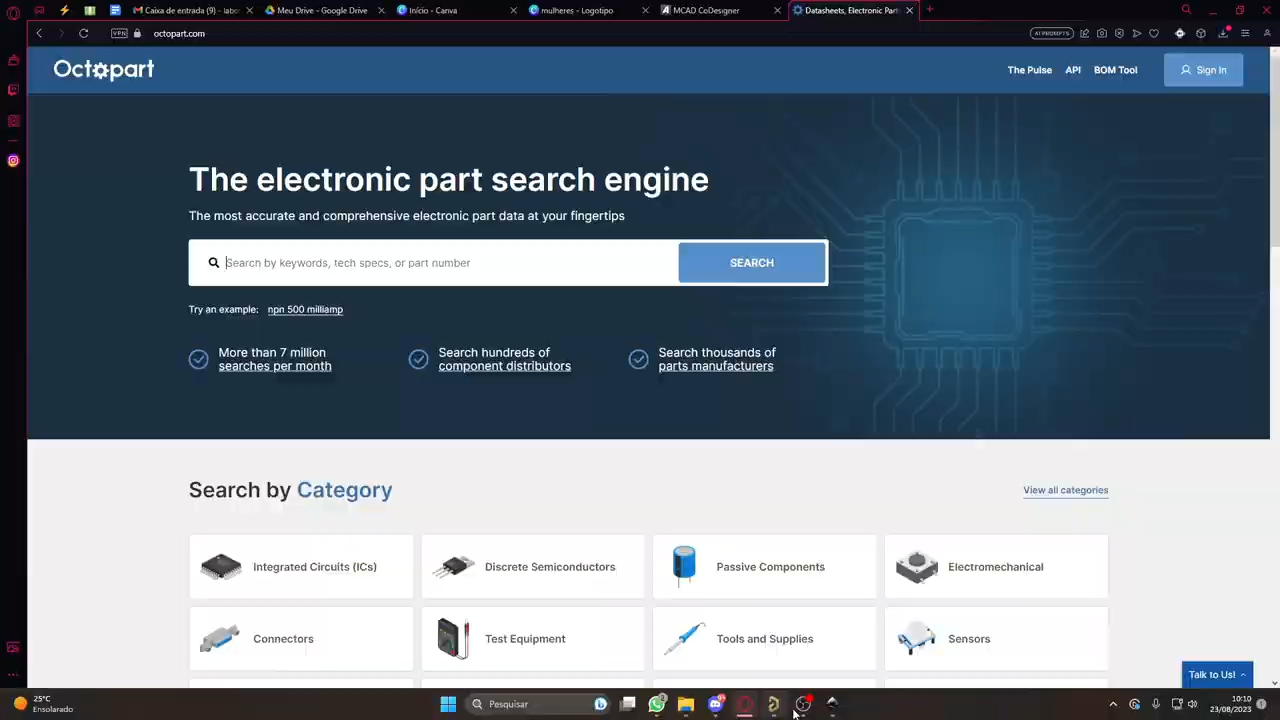 Caixa de entrada (9) - labor
Meu Drive - Google Drive
Início - Canva
mulheres - Logotipo
MCAD CoDesigner
Datasheets, Electronic Parts
VPN
octopart.com
AI PROMPTS
Octopart
The Pulse
API
BOM Tool
Sign In
The electronic part search engine
The most accurate and comprehensive electronic part data at your fingertips
Search by keywords, tech specs, or part number
SEARCH
Try an example: npn 500 milliamp
More than 7 million
searches per month
Search hundreds of
component distributors
Search thousands of
parts manufacturers
Search by Category
View all categories
Integrated Circuits (ICs)
Discrete Semiconductors
Passive Components
Electromechanical
Connectors
Test Equipment
Tools and Supplies
Sensors
Talk to Us!
25°C
Ensolarado
Pesquisar
10:10
23/08/2023